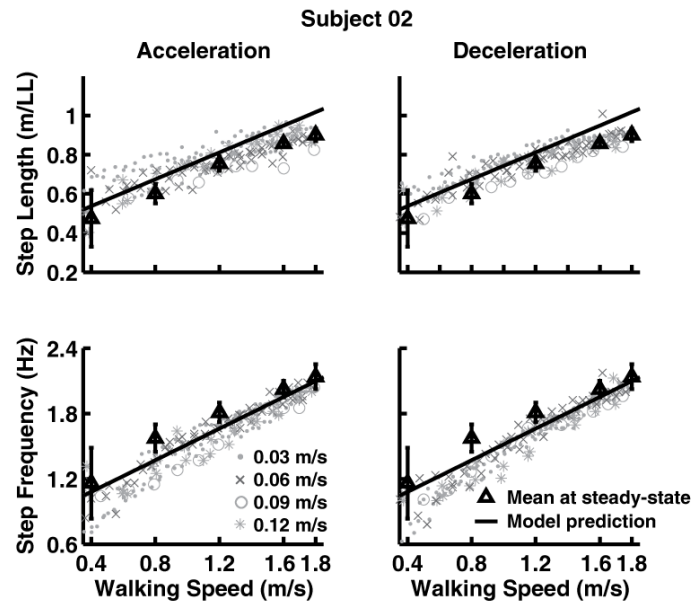 Subject 02
Acceleration
Deceleration
Step Length (m/LL)
1
0.8
0.6
0.4
0.2
Step Frequency (Hz)
2.4
1.8
1.2
0.6
0.03 m/s
0.06 m/s
0.09 m/s
0.12 m/s
Mean at steady-state
Model prediction
0.4 0.8 1.2 1.6 1.8
0.4 0.8 1.2 1.6 1.8
Walking Speed (m/s)
Walking Speed (m/s)